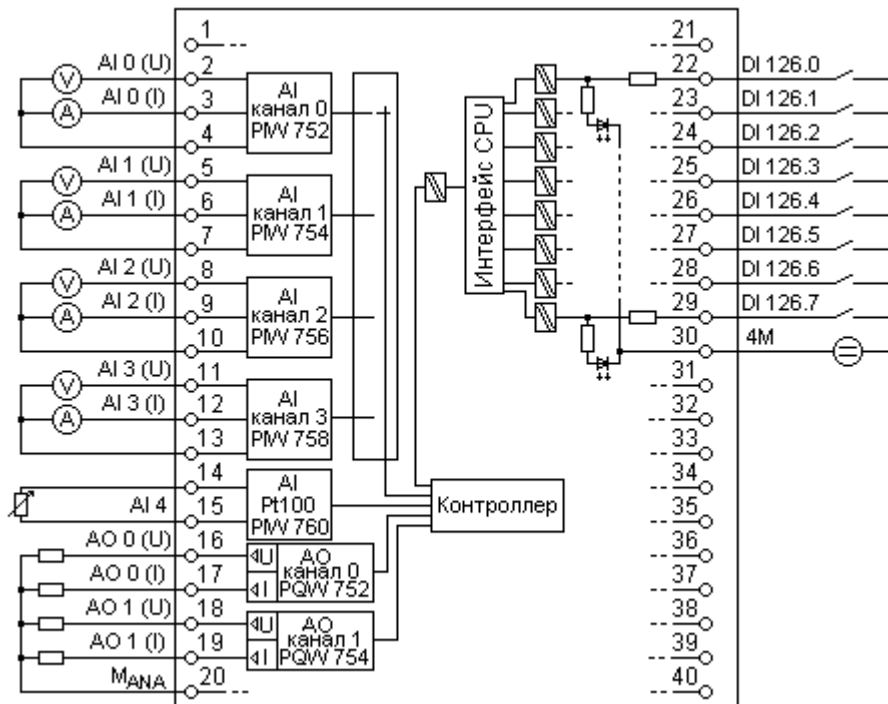 1
AI 0 (U)
2
AI 0 (I)
3
4
AI
канал 0
PIW 752
AI 1 (U)
5
AI 1 (I)
6
7
AI
канал 1
PIW 754
AI 2 (U)
8
AI 2 (I)
9
10
AI
канал 2
PIW 756
AI 3 (U)
11
AI 3 (I)
12
13
AI
канал 3
PIW 758
V
A
V
A
V
A
V
A
14
AI 4
15
AI
Pt100
PIW 760
AO 0 (U)
16
AO 0 (I)
17
U
I
AO
канал 0
PQW 752
AO 1 (U)
18
AO 1 (I)
19
U
I
AO
канал 1
PQW 754
MANA
20
Контроллер
Интерфейс CPU
21
22
DI 126.0
23
DI 126.1
24
DI 126.2
25
DI 126.3
26
DI 126.4
27
DI 126.5
28
DI 126.6
29
DI 126.7
30
4M
31
32
33
34
35
36
37
38
39
40